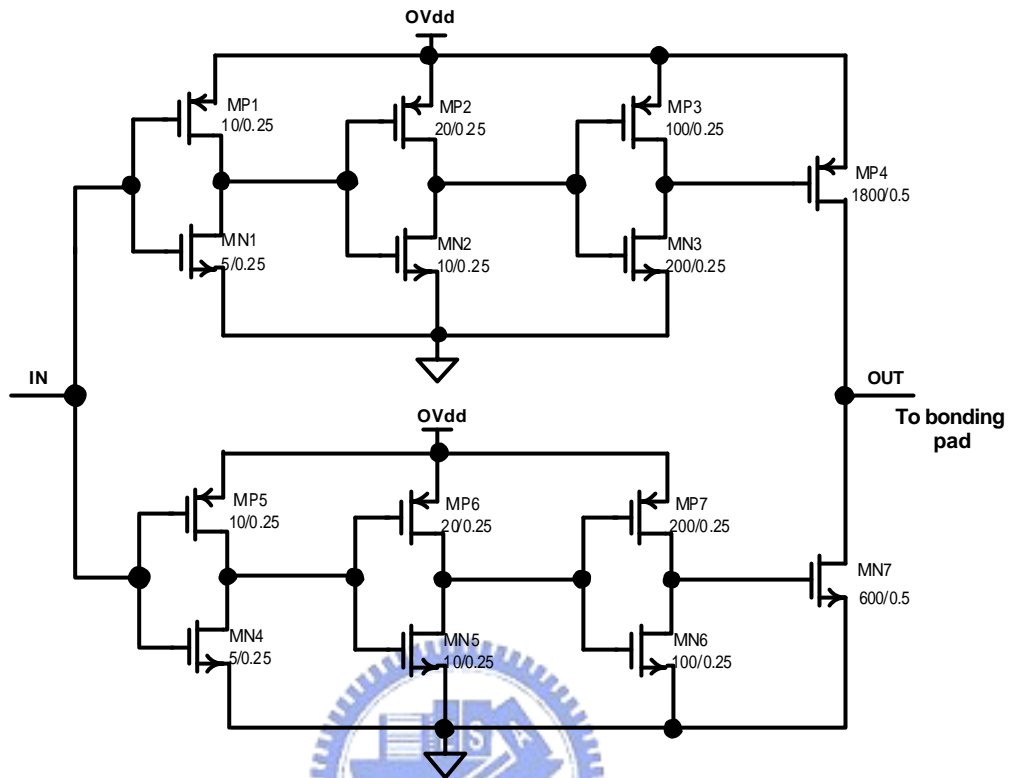 OVdd
MP1
10/0.25
MP2
20/0.25
MP3
100/0.25
MP4
1800/0.5
MN1
5/0.25
MN2
10/0.25
MN3
200/0.25
IN
OUT
To bonding
pad
OVdd
MP5
10/0.25
MP6
20/0.25
MP7
200/0.25
MN7
600/0.5
MN4
5/0.25
MN5
10/0.25
MN6
100/0.25